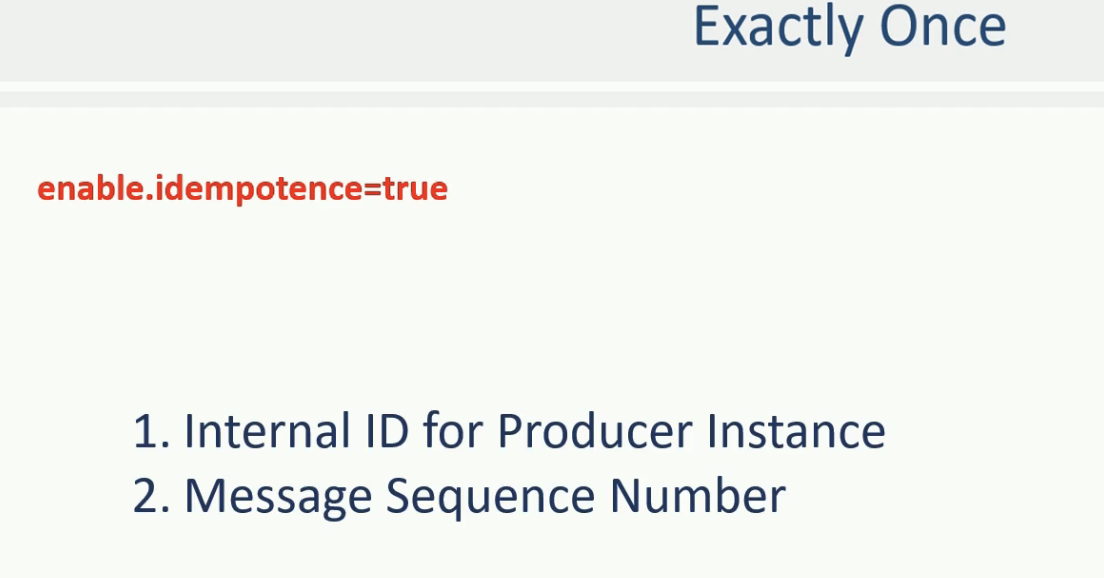 Exactly Once
enable.idempotence=true
1. Internal ID for Producer Instance
2. Message Sequence Number